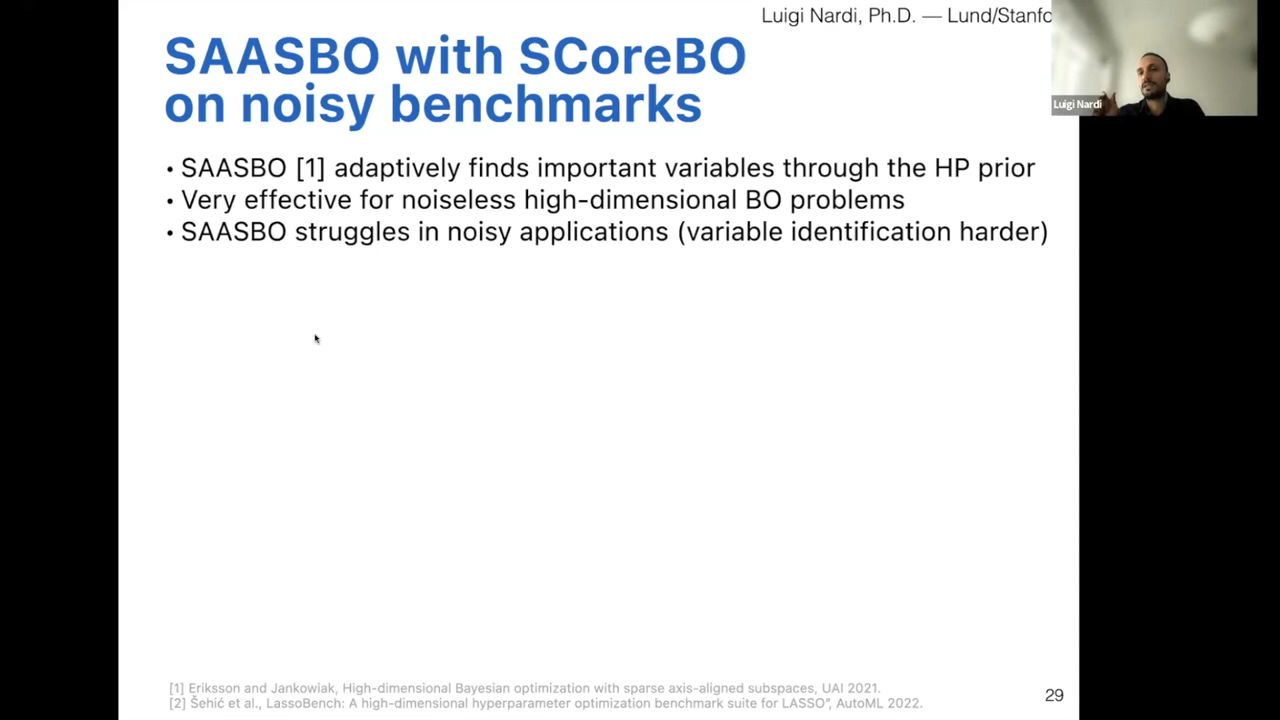 Luigi Nardi, Ph.D. — Lund/Stanfo
SAASBO with SCoreBO
on noisy benchmarks
Luigi Nardi
• SAASBO [1] adaptively finds important variables through the HP prior
• Very effective for noiseless high-dimensional BO problems
• SAASBO struggles in noisy applications (variable identification harder)
[1] Eriksson and Jankowiak, High-dimensional Bayesian optimization with sparse axis-aligned subspaces, UAI 2021.
[2] Šehić et al., LassoBench: A high-dimensional hyperparameter optimization benchmark suite for LASSO”, AutoML 2022.
29